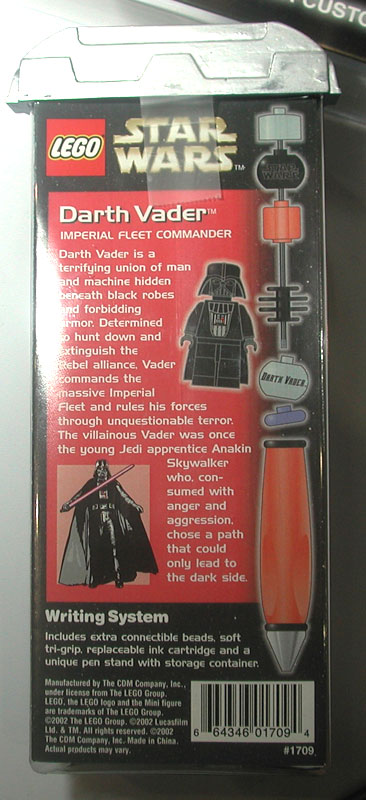 CUSTO
LEGO
STAR
WARS™
Darth Vader™
IMPERIAL FLEET COMMANDER
Darth Vader is a
terrifying union of man
and machine hidden
beneath black robes
and forbidding
armor. Determined
to hunt down and
extinguish the
Rebel alliance, Vader
commands the
massive Imperial
Fleet and rules his forces
through unquestionable terror.
The villainous Vader was once
the young Jedi apprentice Anakin
Skywalker
who, con-
sumed with
anger and
aggression,
chose a path
that could
only lead to
the dark side.
STAR
WARS
DARTH VADER
Writing System
Includes extra connectible beads, soft
tri-grip, replaceable ink cartridge and a
unique pen stand with storage container.
Manufactured by The CDM Company, Inc.,
under license from The LEGO Group.
LEGO, the LEGO logo and the Mini figure
are trademarks of The LEGO Group.
©2002 The LEGO Group. ©2002 Lucasfilm
Ltd. & TM. All rights reserved. ©2002
The CDM Company, Inc. Made in China.
Actual products may vary.
6 64346 01709 4
#1709